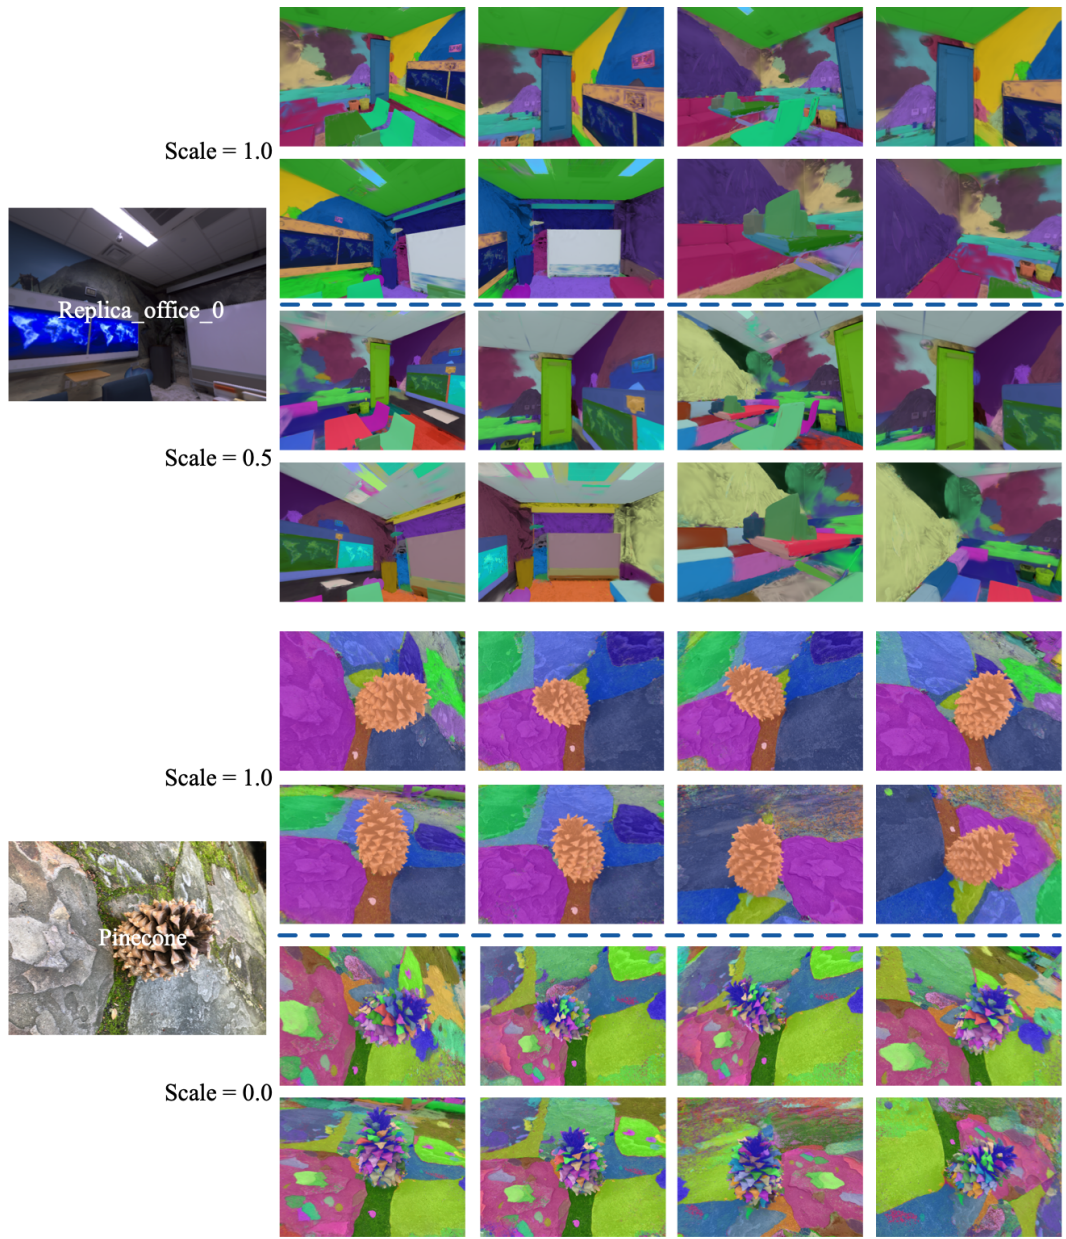 Scale = 1.0
Replica_office_0
Scale = 0.5
Scale = 1.0
Pinecone
Scale = 0.0